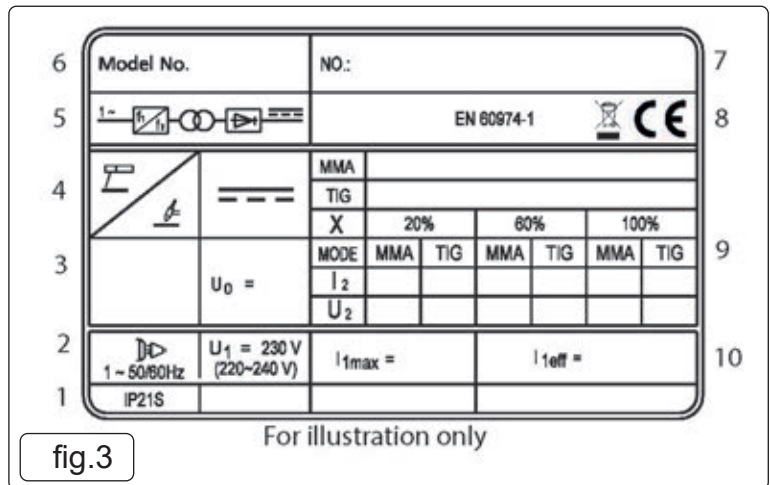 6 Model No. NO.: 7
5 1~ f1 f2 EN 60974-1 CE 8
4 MMA
TIG
X 20% 60% 100%
3 MODE MMA TIG MMA TIG MMA TIG 9
U0 = I2
U2
2 1~50/60Hz U1 = 230 V (220~240 V) I1max = I1eff = 10
1 IP21S
For illustration only
fig.3